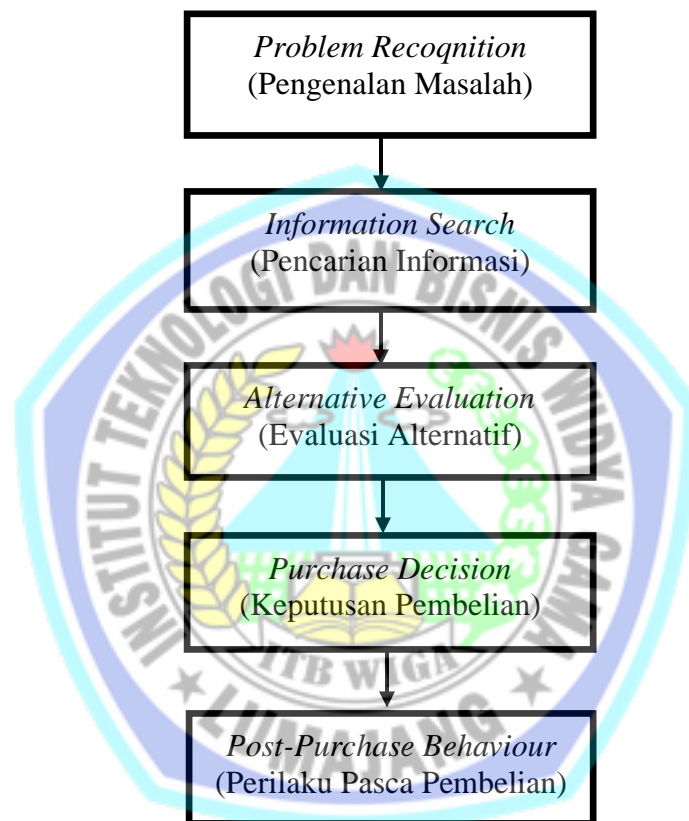 Problem Recoqnition
(Pengenalan Masalah)
Information Search
(Pencarian Informasi)
Alternative Evaluation
(Evaluasi Alternatif)
Purchase Decision
(Keputusan Pembelian)
Post-Purchase Behaviour
(Perilaku Pasca Pembelian)
INSTITUT TEKNOLOGI DAN BISNIS WIDYA GAMA
ITB WIGA
LUMAJANG